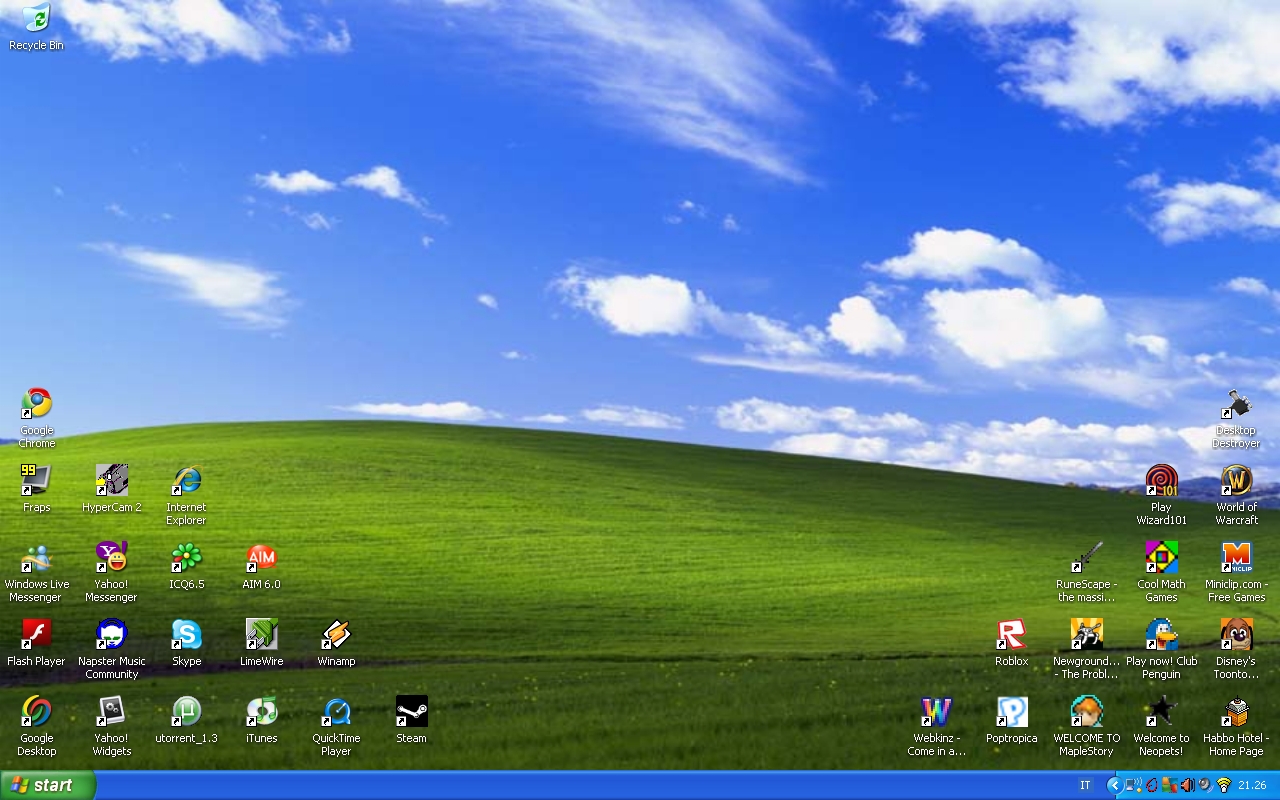 Recycle Bin
Google
Chrome
Desktop
Destroyer
99
Fraps
HyperCam 2
Internet
Explorer
101
Play
Wizard101
W
World of
Warcraft
Windows Live
Messenger
Y!
Yahoo!
Messenger
ICQ6.5
AIM
AIM 6.0
RuneScape -
the massi...
Cool Math
Games
M
MINICLIP
Miniclip.com -
Free Games
Flash Player
Napster Music
Community
S
Skype
LimeWire
Winamp
R
Roblox
Newground...
- The Probl...
Play now! Club
Penguin
Disney's
Toonto...
Google
Desktop
Yahoo!
Widgets
µ
utorrent_1.3
iTunes
QuickTime
Player
Steam
W
Webkinz -
Come in a...
P
Poptropica
WELCOME TO
MapleStory
Welcome to
Neopets!
Habbo Hotel -
Home Page
start
IT
21.26